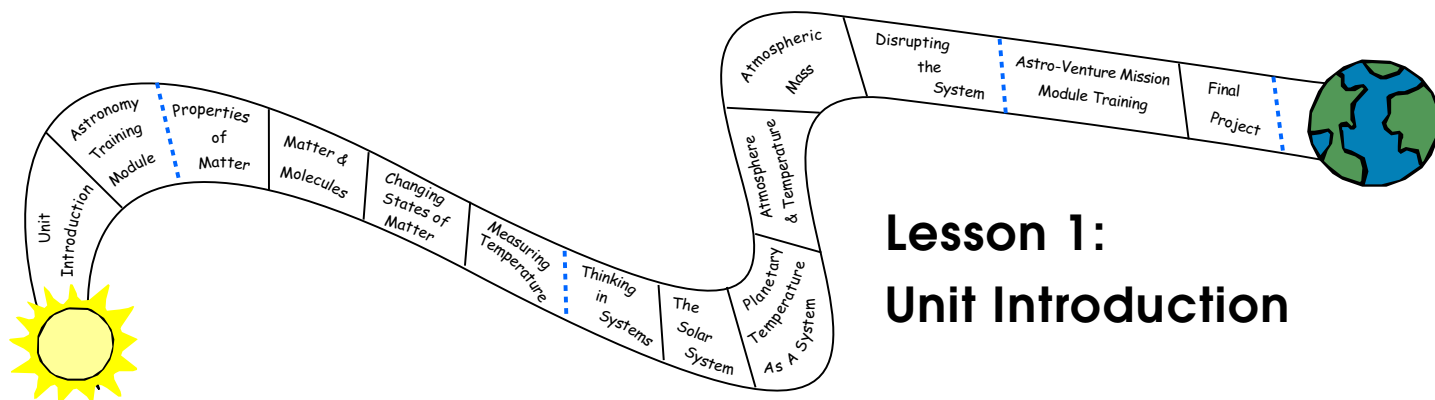 Unit
Introduction
Astronomy
Training
Module
Properties
of
Matter
Matter &
Molecules
Changing
States of
Matter
Measuring
Temperature
Thinking
in
Systems
The
Solar
System
Planetary
Temperature
As A System
Atmosphere
& Temperature
Atmospheric
Mass
Disrupting
the
System
Astro-Venture Mission
Module Training
Final
Project
Lesson 1:
Unit Introduction